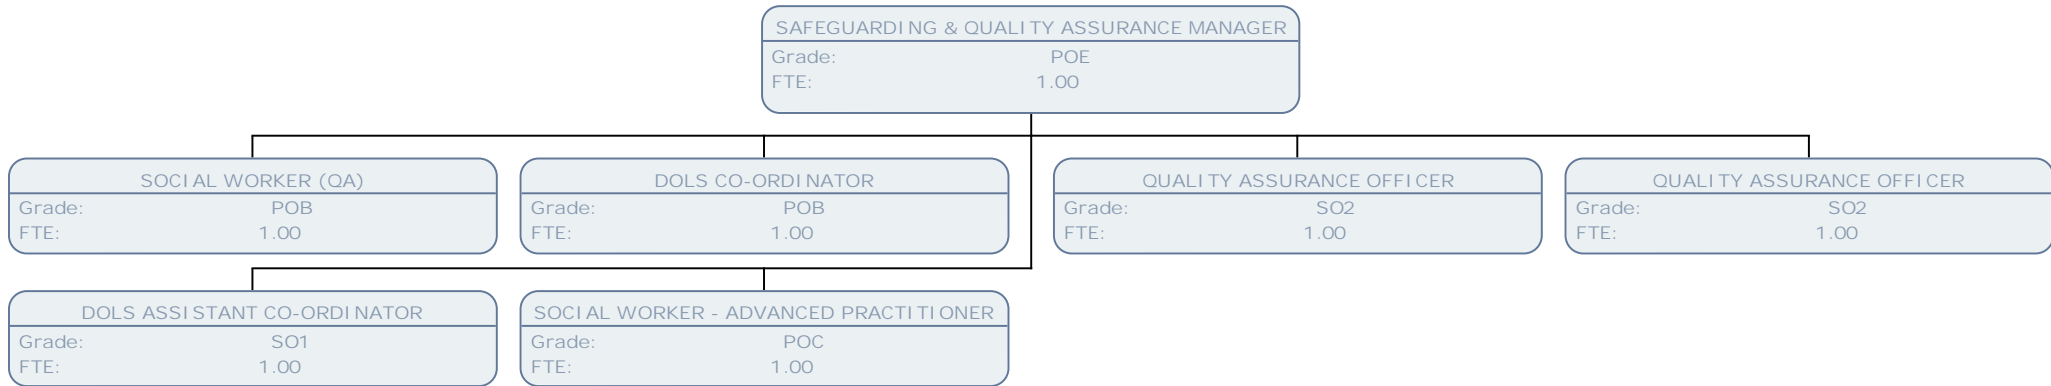 SAFEGUARDING & QUALITY ASSURANCE MANAGER
Grade: POE
FTE: 1.00
SOCIAL WORKER (QA)
Grade: POB
FTE: 1.00
DOLS CO-ORDINATOR
Grade: POB
FTE: 1.00
QUALITY ASSURANCE OFFICER
Grade: SO2
FTE: 1.00
QUALITY ASSURANCE OFFICER
Grade: SO2
FTE: 1.00
DOLS ASSISTANT CO-ORDINATOR
Grade: SO1
FTE: 1.00
SOCIAL WORKER - ADVANCED PRACTITIONER
Grade: POC
FTE: 1.00